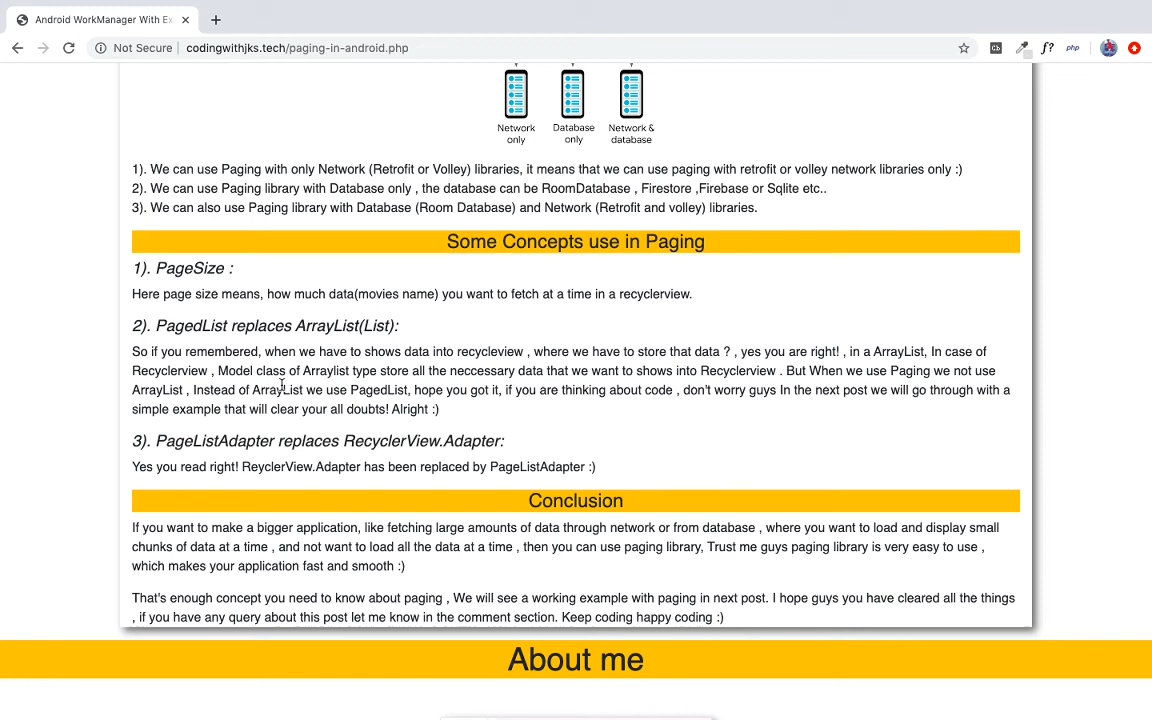 Android WorkManager With Ex
Not Secure codingwithjks.tech/paging-in-android.php
Cb
f?
php
Network only
Database only
Network & database
1). We can use Paging with only Network (Retrofit or Volley) libraries, it means that we can use paging with retrofit or volley network libraries only :)
2). We can use Paging library with Database only , the database can be RoomDatabase , Firestore ,Firebase or Sqlite etc..
3). We can also use Paging library with Database (Room Database) and Network (Retrofit and volley) libraries.
Some Concepts use in Paging
1). PageSize :
Here page size means, how much data(movies name) you want to fetch at a time in a recyclerview.
2). PagedList replaces ArrayList(List):
So if you remembered, when we have to shows data into recycleview , where we have to store that data ? , yes you are right! , in a ArrayList, In case of
Recyclerview , Model class of Arraylist type store all the neccessary data that we want to shows into Recyclerview . But When we use Paging we not use
ArrayList , Instead of ArrayList we use PagedList, hope you got it, if you are thinking about code , don't worry guys In the next post we will go through with a
simple example that will clear your all doubts! Alright :)
3). PageListAdapter replaces RecyclerView.Adapter:
Yes you read right! ReyclerView.Adapter has been replaced by PageListAdapter :)
Conclusion
If you want to make a bigger application, like fetching large amounts of data through network or from database , where you want to load and display small
chunks of data at a time , and not want to load all the data at a time , then you can use paging library, Trust me guys paging library is very easy to use ,
which makes your application fast and smooth :)
That's enough concept you need to know about paging , We will see a working example with paging in next post. I hope guys you have cleared all the things
, if you have any query about this post let me know in the comment section. Keep coding happy coding :)
About me